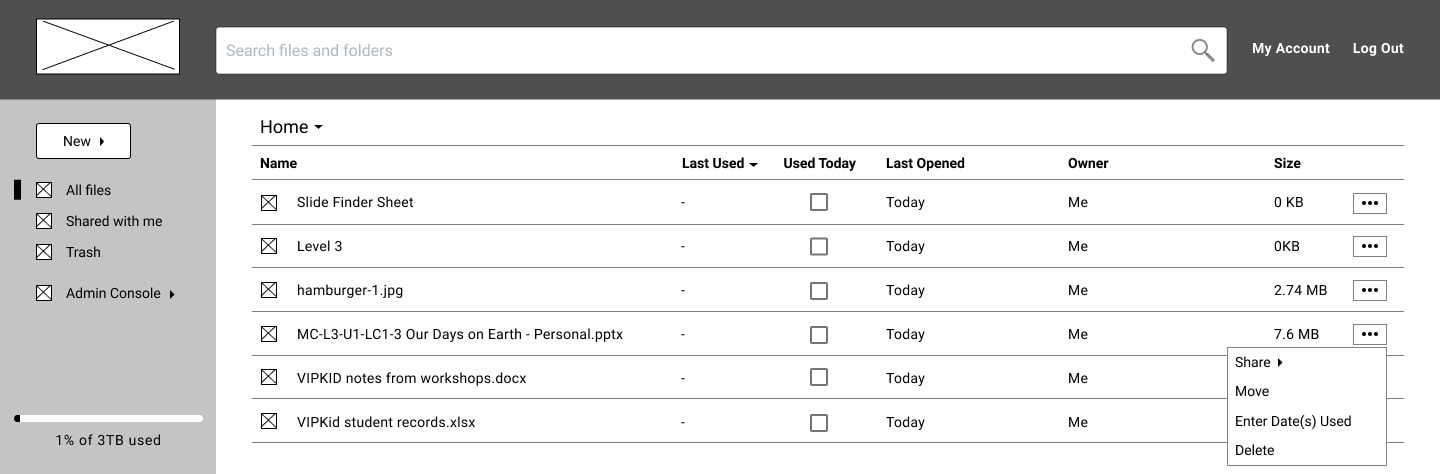 Search files and folders
My Account Log Out
New
All files
Shared with me
Trash
Admin Console
1% of 3TB used
Home
Name Last Used Used Today Last Opened Owner Size
Slide Finder Sheet - Today Me 0 KB
Level 3 - Today Me 0KB
hamburger-1.jpg - Today Me 2.74 MB
MC-L3-U1-LC1-3 Our Days on Earth - Personal.pptx - Today Me 7.6 MB
VIPKID notes from workshops.docx - Today Me
VIPKid student records.xlsx - Today Me
Share
Move
Enter Date(s) Used
Delete